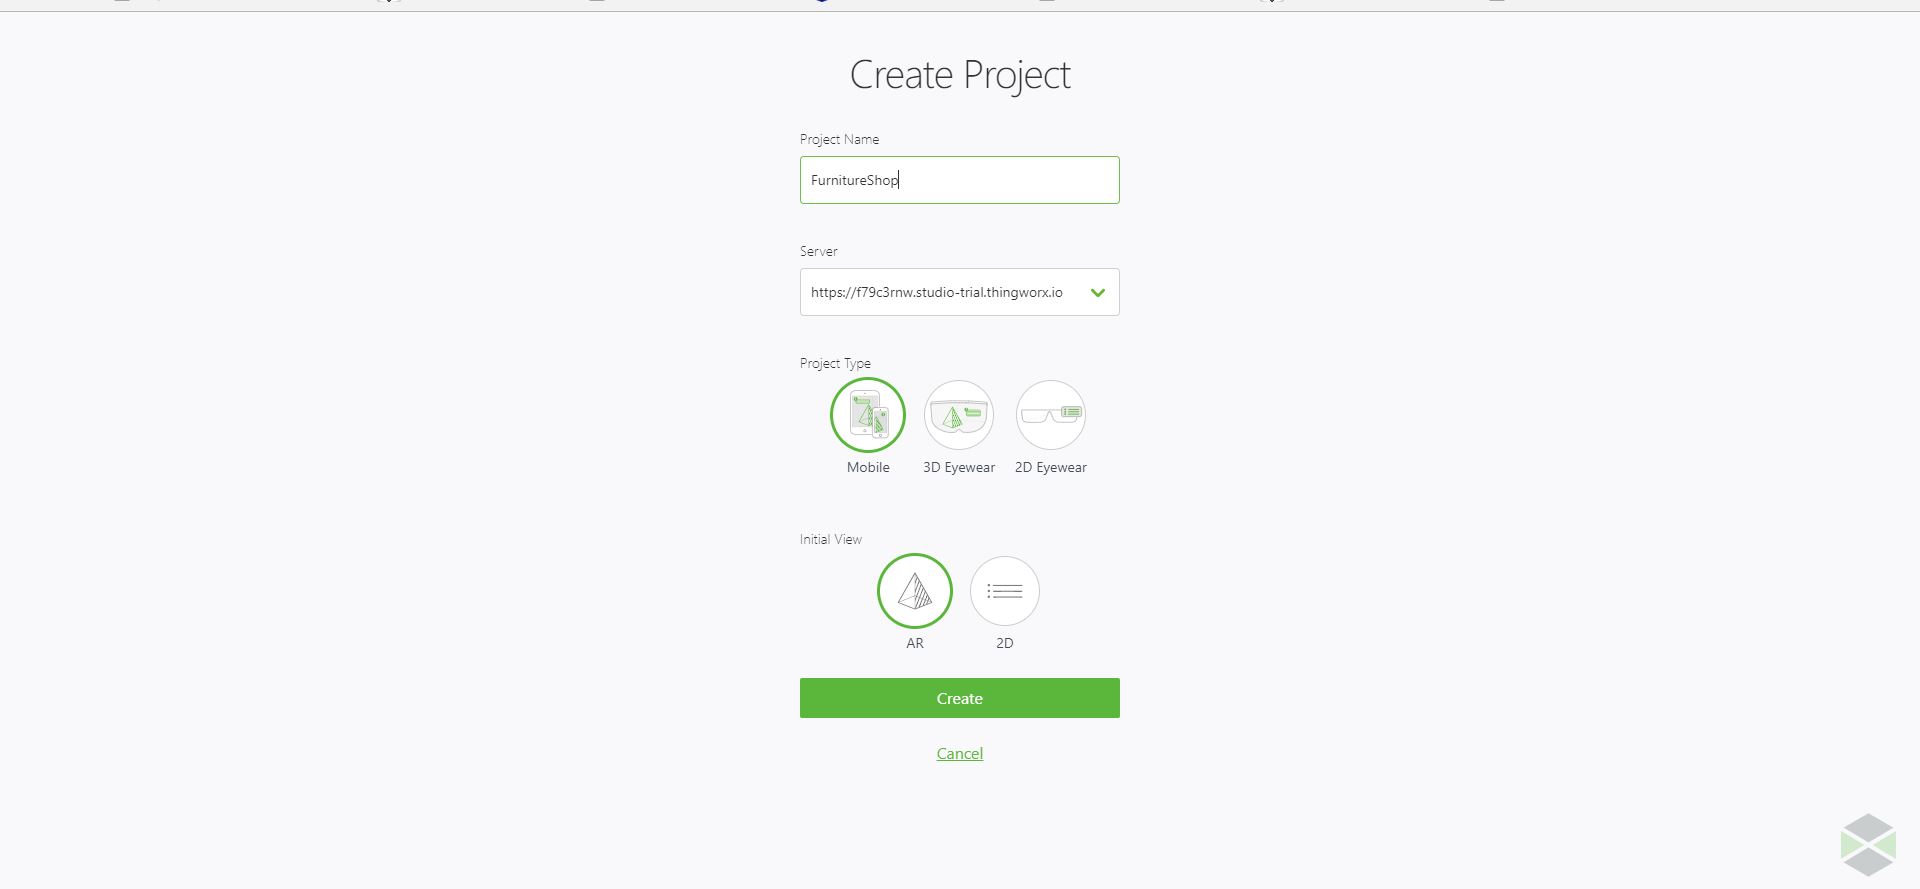 Create Project
Project Name
FurnitureShop
Server
https://f79c3rnw.studio-trial.thingworx.io
Project Type
Mobile
3D Eyewear
2D Eyewear
Initial View
AR
2D
Create
Cancel